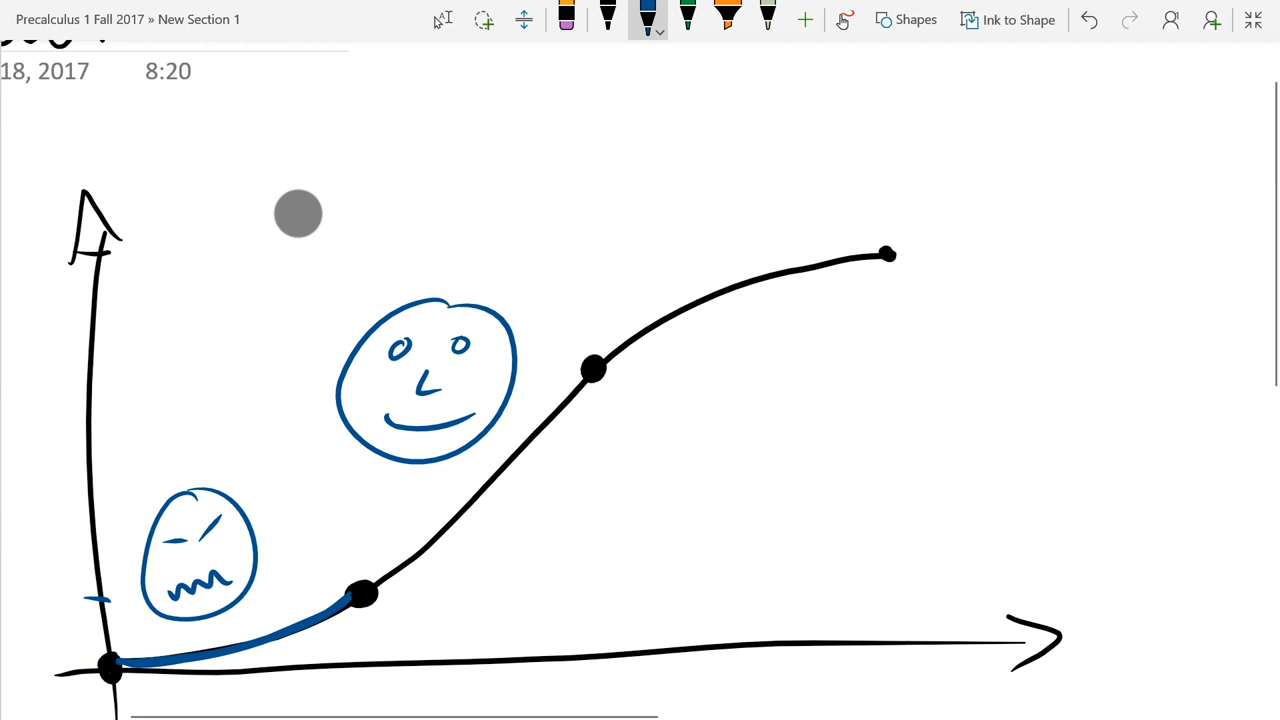 Precalculus 1 Fall 2017 » New Section 1
Shapes
Ink to Shape
18, 2017 8:20